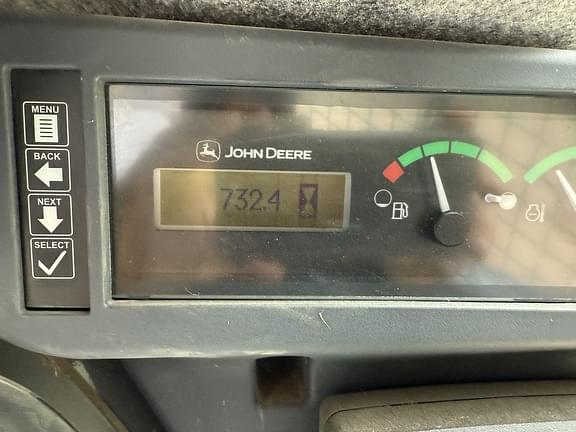 MENU
BACK
NEXT
SELECT
JOHN DEERE
732.4